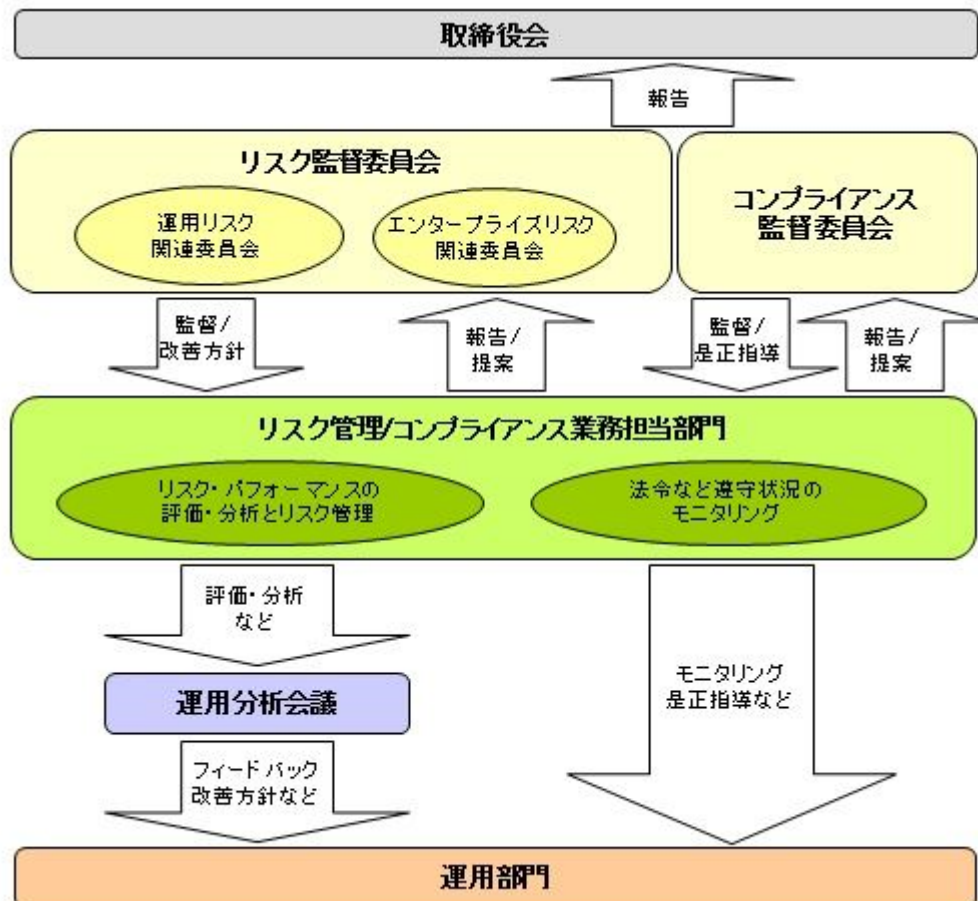 取締役会
報告
リスク監督委員会
運用リスク
関連委員会
エンタープライズリスク
関連委員会
コンプライアンス
監督委員会
監督/
改善方針
報告/
提案
監督/
是正指導
報告/
提案
リスク管理/コンプライアンス業務担当部門
リスク・パフォーマンスの
評価・分析とリスク管理
法令など遵守状況の
モニタリング
評価・分析
など
運用分析会議
モニタリング
是正指導など
フィードバック
改善方針など
運用部門